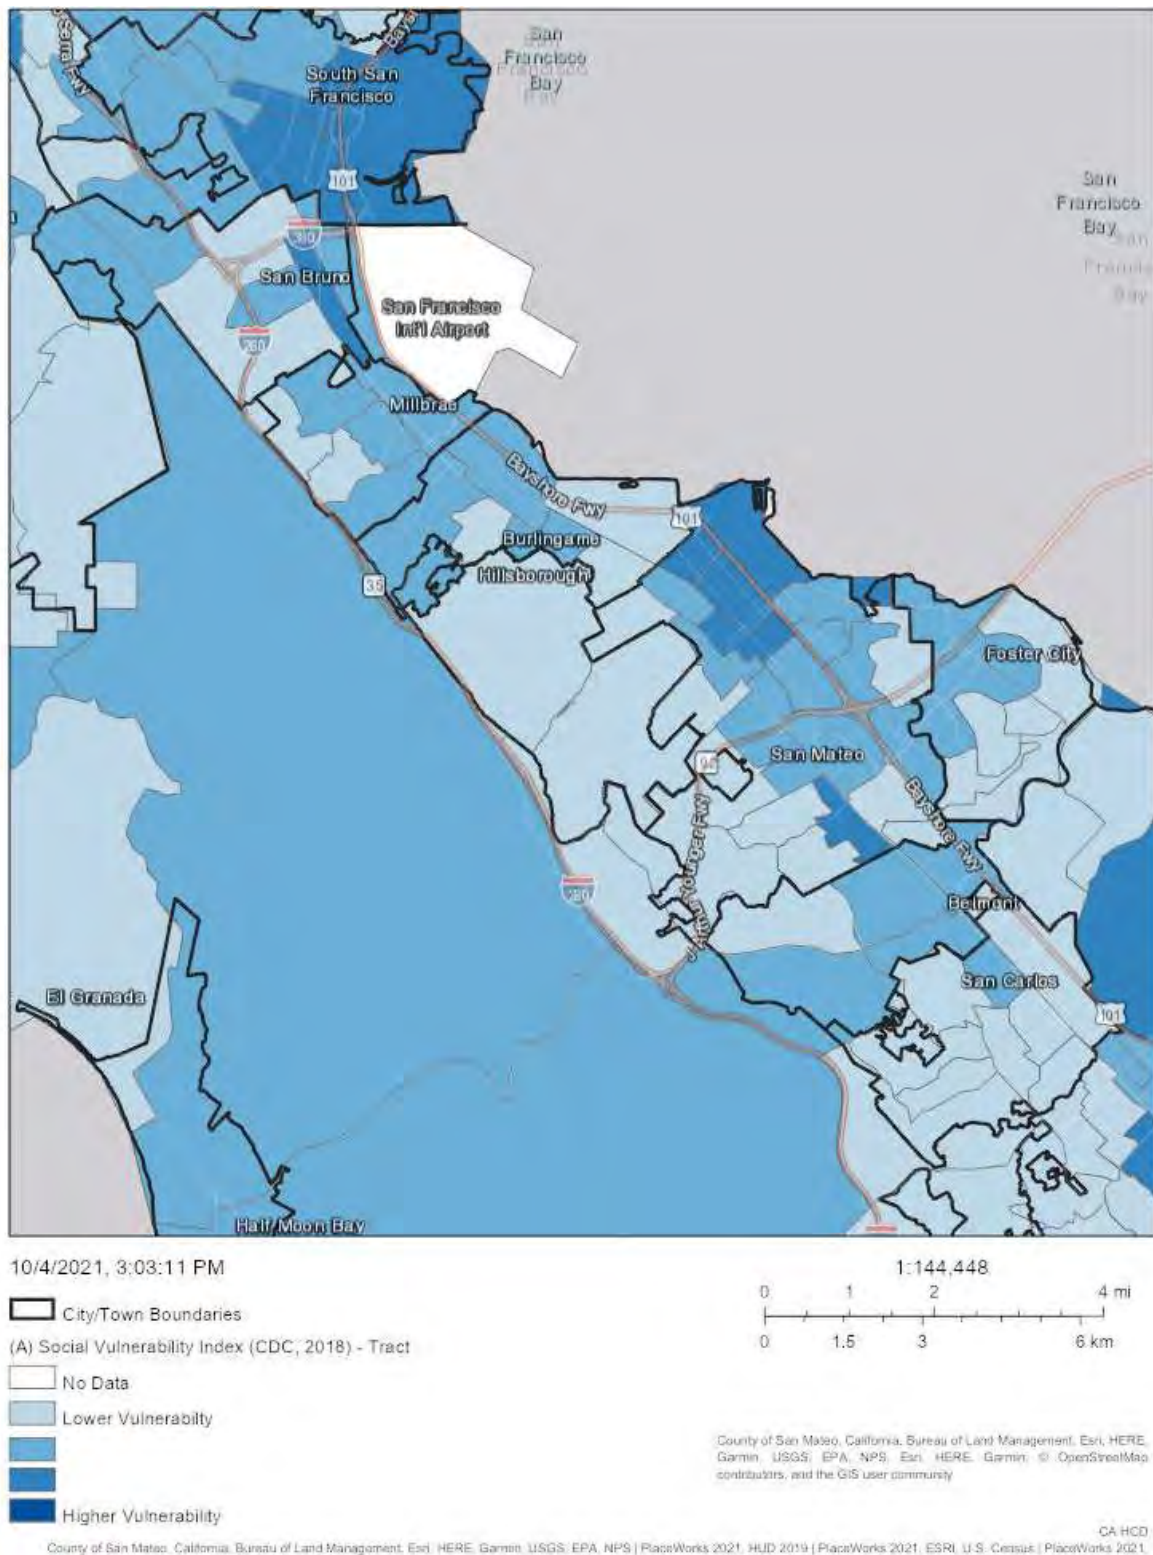 Serra Fwy
San
Francisco
Bay
South San
Francisco
101
San
Francisco
Bay
San
Francis
Bay
380
San Bruno
San Francisco
Int'l Airport
280
Millbrae
Bayshore Fwy
101
Burlingame
Hillsborough
35
Foster City
San Mateo
Bayshore Fwy
280
Belmont
El Granada
San Carlos
101
Half Moon Bay
10/4/2021, 3:03:11 PM
1:144,448
0 1 2 4 mi
0 1.5 3 6 km
City/Town Boundaries
(A) Social Vulnerability Index (CDC, 2018) - Tract
No Data
Lower Vulnerabilty
Higher Vulnerability
County of San Mateo, California, Bureau of Land Management, Esri, HERE,
Garmin, USGS, EPA, NPS, Esri, HERE, Garmin, © OpenStreetMap
contributors, and the GIS user community
CA HCD
County of San Mateo, California, Bureau of Land Management, Esri, HERE, Garmin, USGS, EPA, NPS | PlaceWorks 2021, HUD 2019 | PlaceWorks 2021, ESRI, U.S. Census | PlaceWorks 2021,